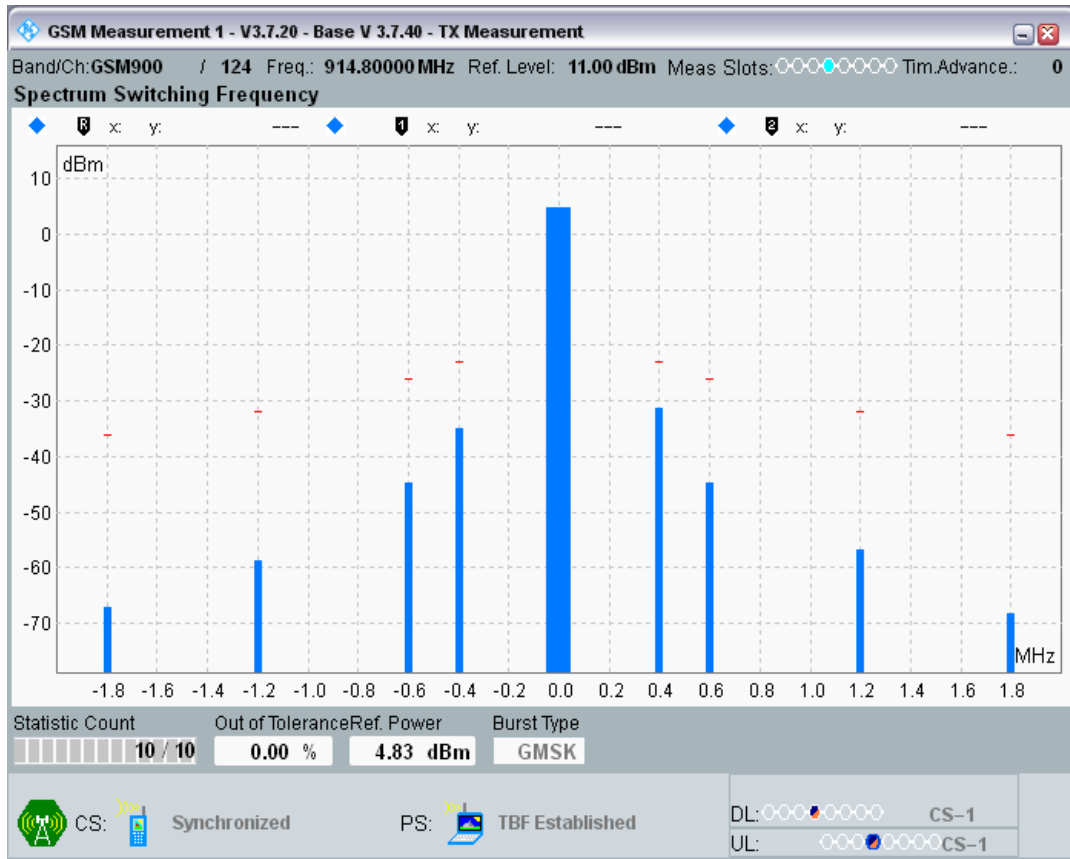 GSM Measurement 1 - V3.7.20 - Base V 3.7.40 - TX Measurement
Band/Ch:GSM900 / 124 Freq.: 914.80000 MHz Ref. Level: 11.00 dBm Meas Slots: Tim.Advance.: 0
Spectrum Switching Frequency
R x: y: --- 1 x: y: --- 2 x: y: ---
dBm
10
0
-10
-20
-30
-40
-50
-60
-70
MHz
-1.8 -1.6 -1.4 -1.2 -1.0 -0.8 -0.6 -0.4 -0.2 0.0 0.2 0.4 0.6 0.8 1.0 1.2 1.4 1.6 1.8
Statistic Count Out of Tolerance Ref. Power Burst Type
10 / 10 0.00 % 4.83 dBm GMSK
CS: Synchronized PS: TBF Established
DL: CS-1
UL: CS-1